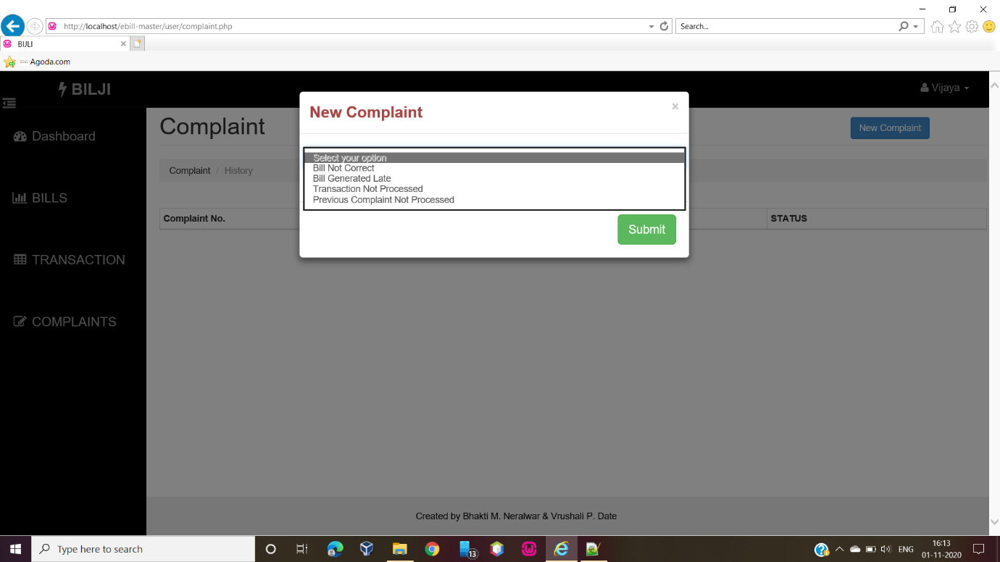 http://localhost/ebill-master/user/complaint.php
Search...
BIJLI
Agoda.com
BILJI
Vijaya
New Complaint
×
Complaint
New Complaint
Dashboard
Select your option
Bill Not Correct
Complaint / History
Bill Generated Late
Transaction Not Processed
BILLS
Previous Complaint Not Processed
Complaint No.
STATUS
Submit
TRANSACTION
COMPLAINTS
Created by Bhakti M. Neralwar & Vrushali P. Date
Type here to search
13
ENG
16:13
01-11-2020